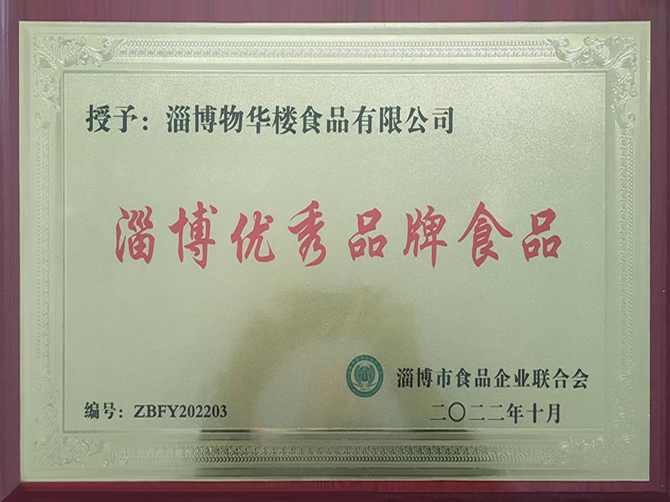 授予：淄博物华楼食品有限公司
淄博优秀品牌食品
淄博市食品企业联合会
编号：ZBFY202203
二〇二二年十月